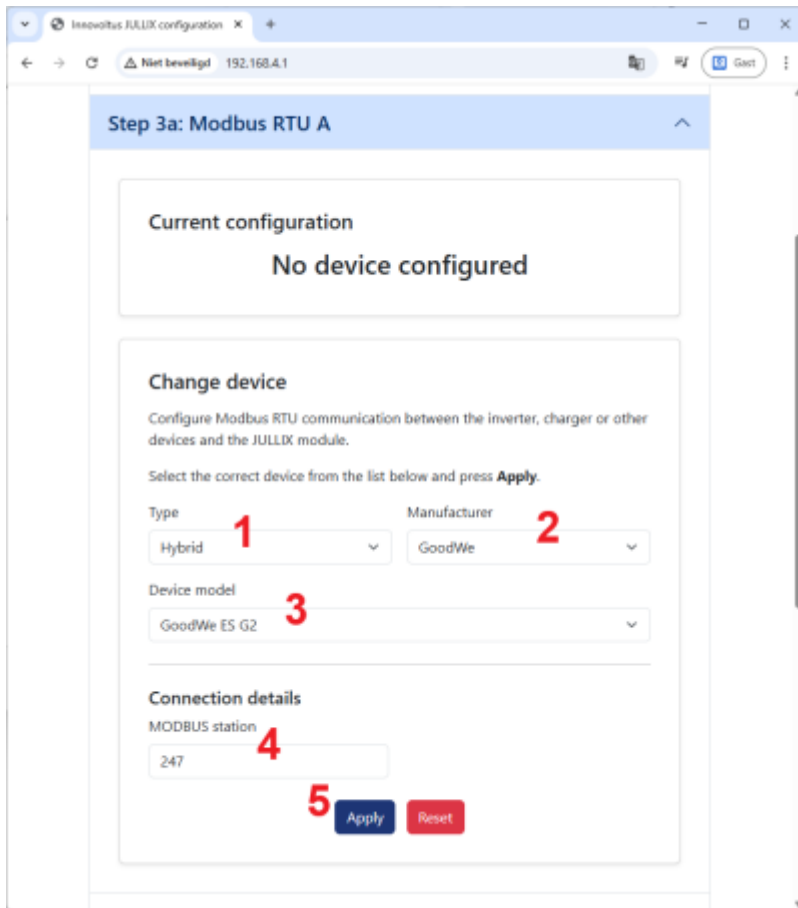 Innovoltus JULLIX configuration
Niet beveiligd 192.168.4.1 Gast
Step 3a: Modbus RTU A
Current configuration
No device configured
Change device
Configure Modbus RTU communication between the inverter, charger or other
devices and the JULLIX module.
Select the correct device from the list below and press Apply.
Type Manufacturer
1 2
Hybrid GoodWe
Device model
3
GoodWe ES G2
Connection details
MODBUS station
4
247
5
Apply Reset